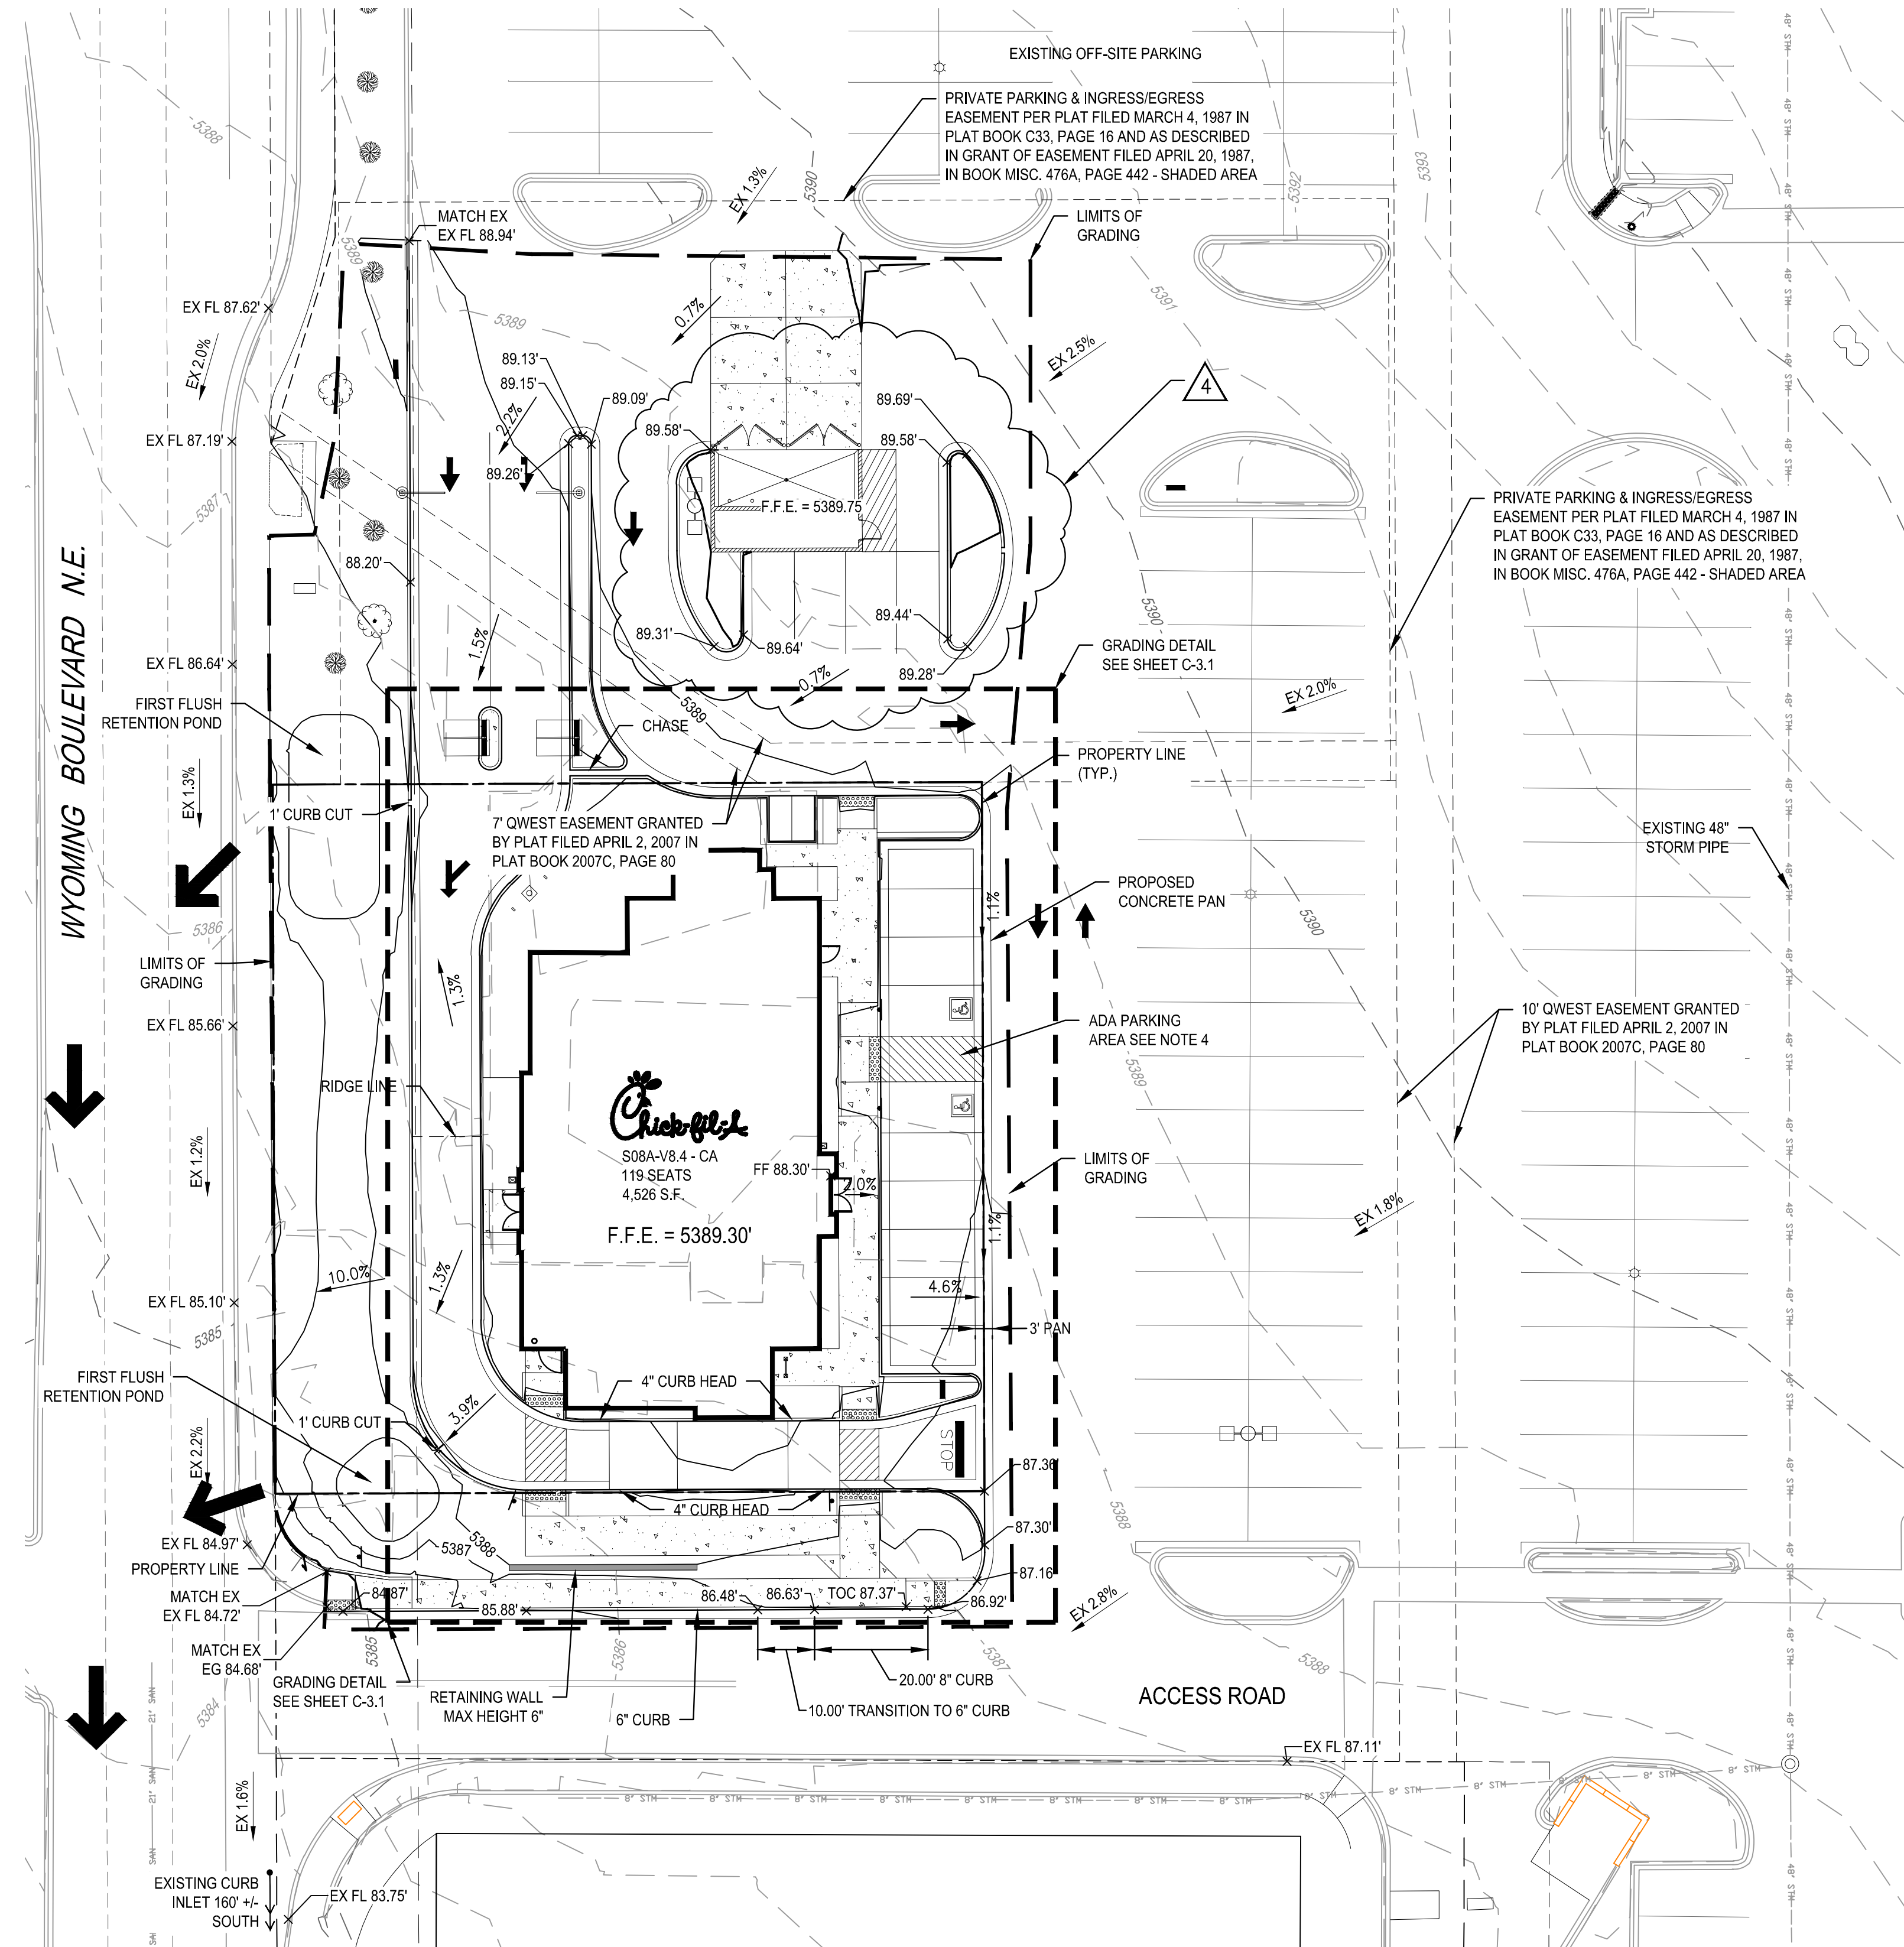 EXISTING OFF-SITE PARKING
PRIVATE PARKING & INGRESS/EGRESS
EASEMENT PER PLAT FILED MARCH 4, 1987 IN
PLAT BOOK C33, PAGE 16 AND AS DESCRIBED
IN GRANT OF EASEMENT FILED APRIL 20, 1987,
IN BOOK MISC. 476A, PAGE 442 - SHADED AREA
5388
5390
5392
5393
48" STM
EX 1.3%
MATCH EX
EX FL 88.94'
LIMITS OF
GRADING
5389
5391
EX FL 87.62'
5389
0.7%
EX 2.0%
EX 2.5%
89.13'
89.15'
89.09'
2.2%
4
89.69'
89.58'
89.58'
EX FL 87.19'
89.26'
F.F.E. = 5389.75
5387
PRIVATE PARKING & INGRESS/EGRESS
EASEMENT PER PLAT FILED MARCH 4, 1987 IN
PLAT BOOK C33, PAGE 16 AND AS DESCRIBED
IN GRANT OF EASEMENT FILED APRIL 20, 1987,
IN BOOK MISC. 476A, PAGE 442 - SHADED AREA
WYOMING BOULEVARD N.E.
88.20'
89.44'
5390
89.31'
89.64'
1.5%
89.28'
GRADING DETAIL
SEE SHEET C-3.1
EX FL 86.64'
0.7%
EX 2.0%
FIRST FLUSH
RETENTION POND
5389
CHASE
PROPERTY LINE
(TYP.)
EX 1.3%
1' CURB CUT
7' QWEST EASEMENT GRANTED
BY PLAT FILED APRIL 2, 2007 IN
PLAT BOOK 2007C, PAGE 80
EXISTING 48"
STORM PIPE
PROPOSED
CONCRETE PAN
1.1%
5386
5390
LIMITS OF
GRADING
1.3%
EX FL 85.66'
ADA PARKING
AREA SEE NOTE 4
10' QWEST EASEMENT GRANTED
BY PLAT FILED APRIL 2, 2007 IN
PLAT BOOK 2007C, PAGE 80
5389
RIDGE LINE
Chick-fil-A
S08A-V8.4 - CA
119 SEATS
4,526 S.F.
FF 88.30'
2.0%
F.F.E. = 5389.30'
LIMITS OF
GRADING
EX 1.2%
1.1%
EX 1.8%
10.0%
1.3%
4.6%
EX FL 85.10'
5385
3' PAN
FIRST FLUSH
RETENTION POND
4" CURB HEAD
1' CURB CUT
3.9%
STOP
EX 2.2%
87.36'
4" CURB HEAD
5388
EX FL 84.97'
5388
5387
87.30'
PROPERTY LINE
87.16
MATCH EX
EX FL 84.72'
84.87'
85.88'
86.48'
86.63'
TOC 87.37'
86.92'
EX 2.8%
MATCH EX
EG 84.68'
5385
5386
5387
5388
GRADING DETAIL
SEE SHEET C-3.1
RETAINING WALL
MAX HEIGHT 6"
6" CURB
20.00' 8" CURB
10.00' TRANSITION TO 6" CURB
ACCESS ROAD
5384
21" SAN
EX FL 87.11'
8" STM
EX 1.6%
EXISTING CURB
INLET 160' +/-
SOUTH
EX FL 83.75'